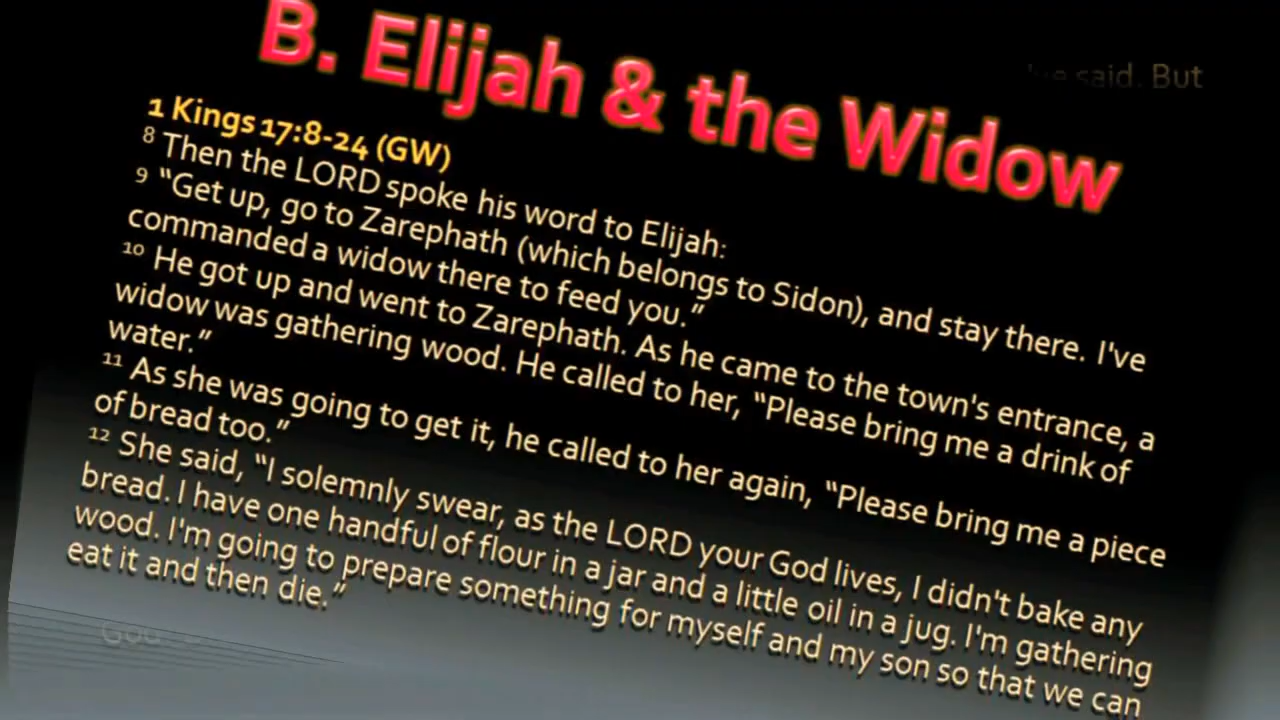 B. Elijah & the Widow
said. But
1 Kings 17:8-24 (GW)
8 Then the LORD spoke his word to Elijah:
9 “Get up, go to Zarephath (which belongs to Sidon), and stay there. I've
commanded a widow there to feed you.”
10 He got up and went to Zarephath. As he came to the town's entrance, a
widow was gathering wood. He called to her, “Please bring me a drink of
water.”
11 As she was going to get it, he called to her again, “Please bring me a piece
of bread too.”
12 She said, “I solemnly swear, as the LORD your God lives, I didn't bake any
bread. I have one handful of flour in a jar and a little oil in a jug. I'm gathering
wood. I'm going to prepare something for myself and my son so that we can
eat it and then die.”
God